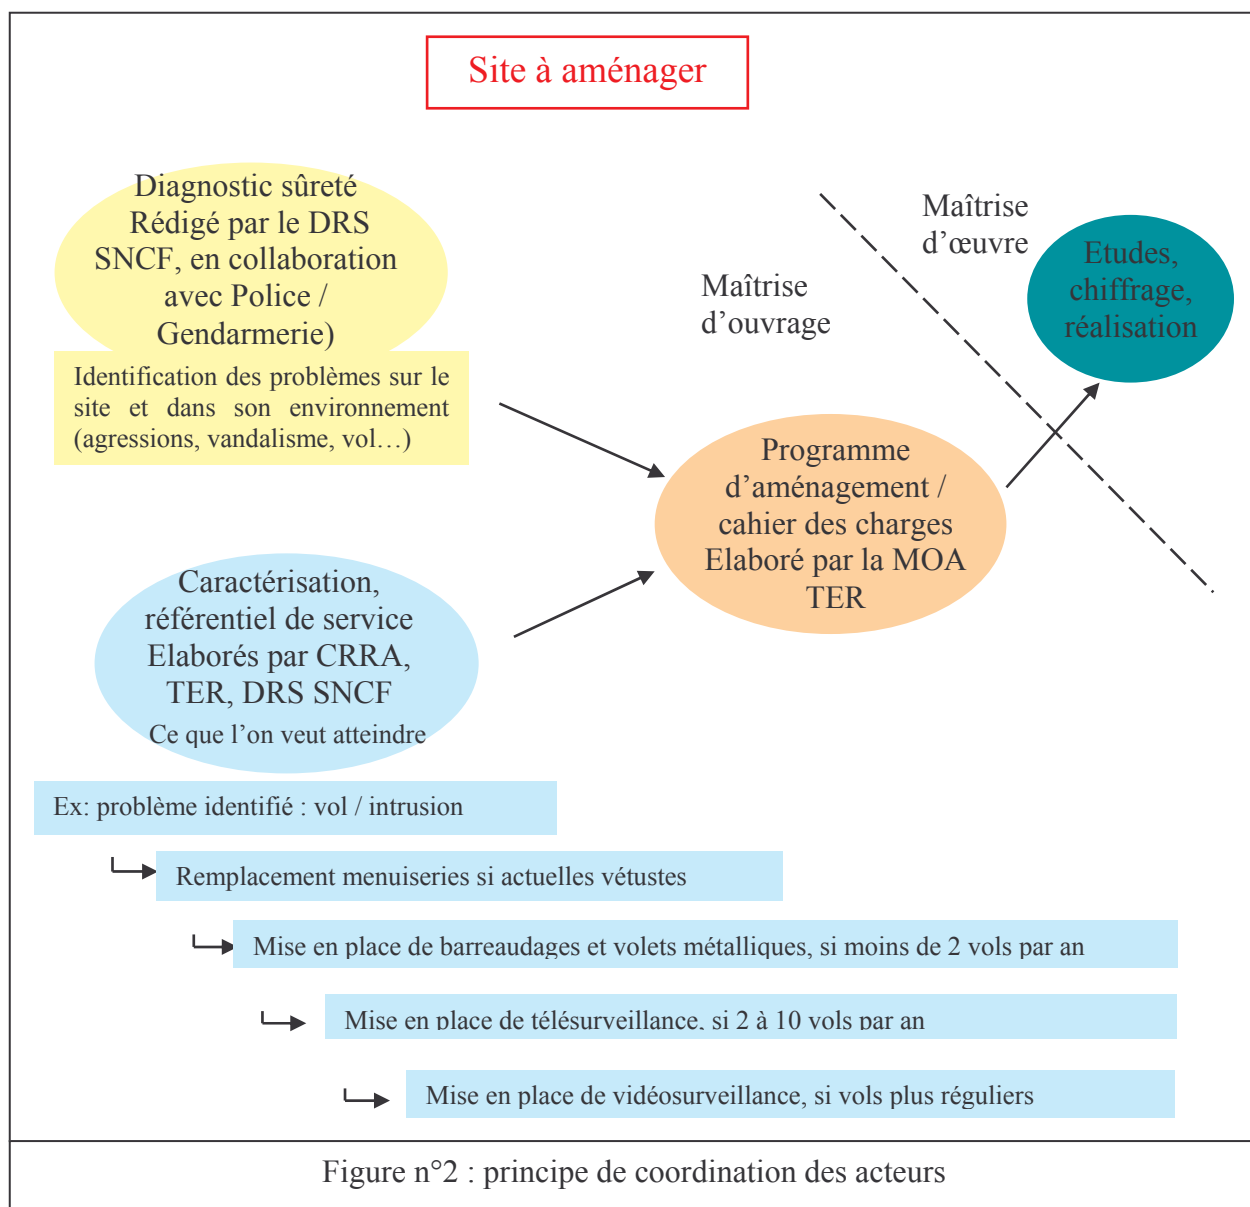 Site à aménager
Diagnostic sûreté
Rédigé par le DRS
SNCF, en collaboration
avec Police /
Gendarmerie)
Identification des problèmes sur le
site et dans son environnement
(agressions, vandalisme, vol…)
Maîtrise
d’ouvrage
Maîtrise
d’œuvre
Etudes,
chiffrage,
réalisation
Programme
d’aménagement /
cahier des charges
Elaboré par la MOA
TER
Caractérisation,
référentiel de service
Elaborés par CRRA,
TER, DRS SNCF
Ce que l’on veut atteindre
Ex: problème identifié : vol / intrusion
Remplacement menuiseries si actuelles vétustes
Mise en place de barreaudages et volets métalliques, si moins de 2 vols par an
Mise en place de télésurveillance, si 2 à 10 vols par an
Mise en place de vidéosurveillance, si vols plus réguliers
Figure n°2 : principe de coordination des acteurs